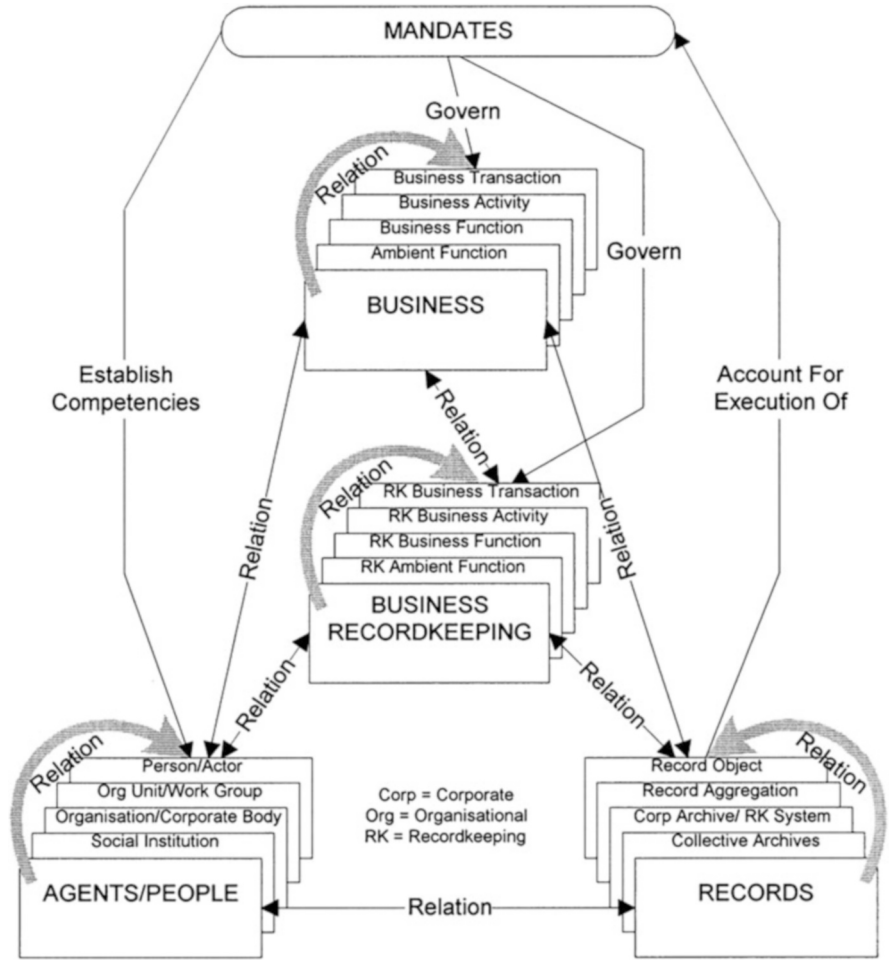 MANDATES
Govern
Relation
Business Transaction
Business Activity
Business Function
Ambient Function
BUSINESS
Govern
Establish
Competencies
Account For
Execution Of
Relation
Relation
Relation
Relation
RK Business Transaction
RK Business Activity
RK Business Function
RK Ambient Function
BUSINESS
RECORDKEEPING
Relation
Relation
Relation
Person/Actor
Org Unit/Work Group
Organisation/Corporate Body
Social Institution
AGENTS/PEOPLE
Corp = Corporate
Org = Organisational
RK = Recordkeeping
Relation
Record Object
Record Aggregation
Corp Archive/ RK System
Collective Archives
RECORDS
Relation